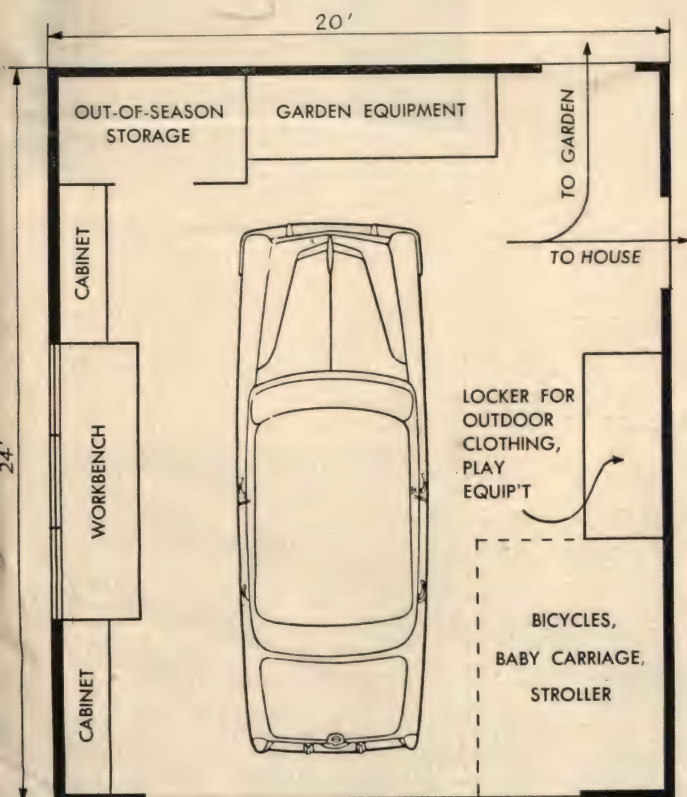 20'
OUT-OF-SEASON
STORAGE
GARDEN EQUIPMENT
TO GARDEN
TO HOUSE
CABINET
24'
WORKBENCH
LOCKER FOR
OUTDOOR
CLOTHING,
PLAY
EQUIP'T
BICYCLES,
BABY CARRIAGE,
STROLLER
CABINET